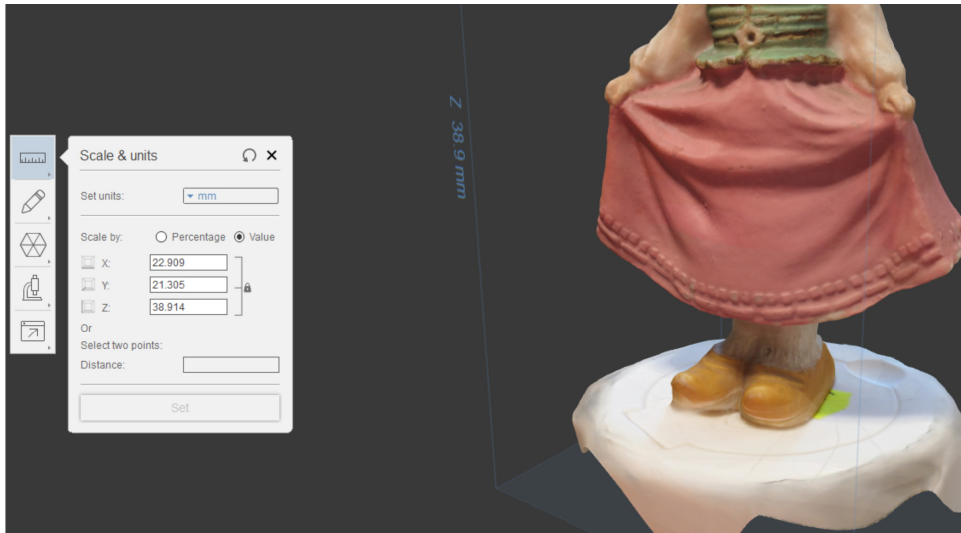 Scale & units
Set units: mm
Scale by: Percentage Value
X: 22.909
Y: 21.305
Z: 38.914
Or
Select two points:
Distance:
Set
Z 38.9 mm